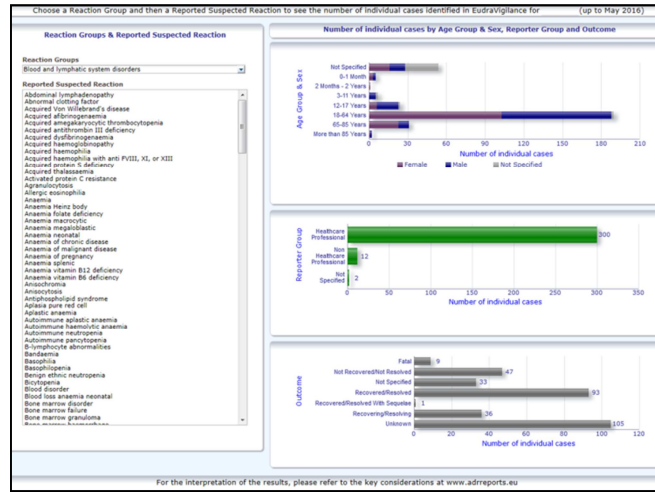 Choose a Reaction Group and then a Reported Suspected Reaction to see the number of individual cases identified in EudraVigilance for (up to May 2016)
Reaction Groups & Reported Suspected Reaction
Reaction Groups
Blood and lymphatic system disorders
Reported Suspected Reaction
Abdominal lymphadenopathy
Abnormal clotting factor
Acquired Von Willebrand's disease
Acquired afibrinogenaemia
Acquired amegakaryocytic thrombocytopenia
Acquired antithrombin III deficiency
Acquired dysfibrinogenaemia
Acquired haemoglobinopathy
Acquired haemophilia
Acquired haemophilia with anti FVIII, XI, or XIII
Acquired protein S deficiency
Acquired thalassaemia
Activated protein C resistance
Agranulocytosis
Allergic eosinophilia
Anaemia
Anaemia Heinz body
Anaemia folate deficiency
Anaemia macrocytic
Anaemia megaloblastic
Anaemia neonatal
Anaemia of chronic disease
Anaemia of malignant disease
Anaemia of pregnancy
Anaemia splenic
Anaemia vitamin B12 deficiency
Anaemia vitamin B6 deficiency
Anisochromia
Anisocytosis
Antiphospholipid syndrome
Aplasia pure red cell
Aplastic anaemia
Autoimmune aplastic anaemia
Autoimmune haemolytic anaemia
Autoimmune neutropenia
Autoimmune pancytopenia
B-lymphocyte abnormalities
Bandaemia
Basophilia
Basophilopenia
Benign ethnic neutropenia
Bicytopenia
Blood disorder
Blood loss anaemia neonatal
Bone marrow disorder
Bone marrow failure
Bone marrow granuloma
Bone marrow haemorrhage
Number of individual cases by Age Group & Sex, Reporter Group and Outcome
Age Group & Sex
Not Specified
0-1 Month
2 Months - 2 Years
3-11 Years
12-17 Years
18-64 Years
65-85 Years
More than 85 Years
0 30 60 90 120 150 180 210
Number of individual cases
Female Male Not Specified
Reporter Group
Healthcare
Professional 300
Non
Healthcare
Professional 12
Not
Specified 2
0 50 100 150 200 250 300 350
Number of individual cases
Outcome
Fatal 9
Not Recovered/Not Resolved 47
Not Specified 33
Recovered/Resolved 93
Recovered/Resolved With Sequelae 1
Recovering/Resolving 36
Unknown 105
0 20 40 60 80 100 120
Number of individual cases
For the interpretation of the results, please refer to the key considerations at www.adrreports.eu